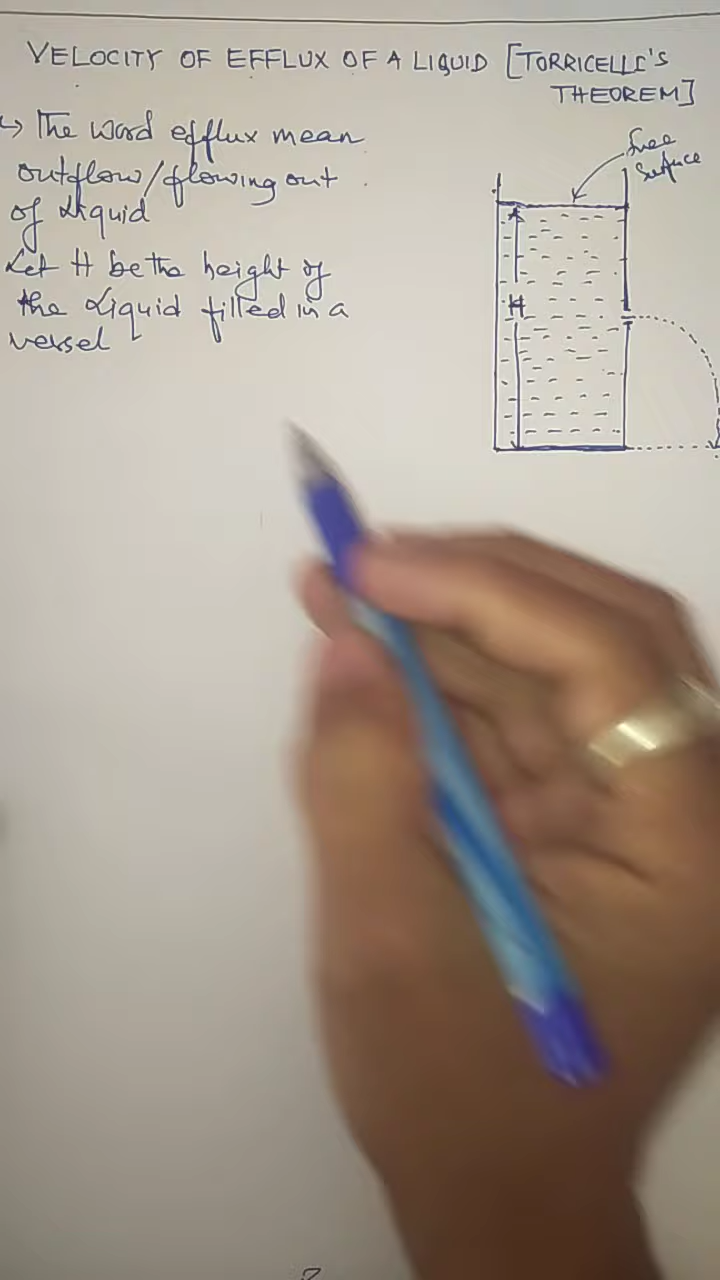 VELOCITY OF EFFLUX OF A LIQUID [TORRICELLI'S
THEOREM]
↳ The word efflux mean
outflow/flowing out
of Liquid
Let H be the height of
the Liquid filled in a
vessel
free
surface
H